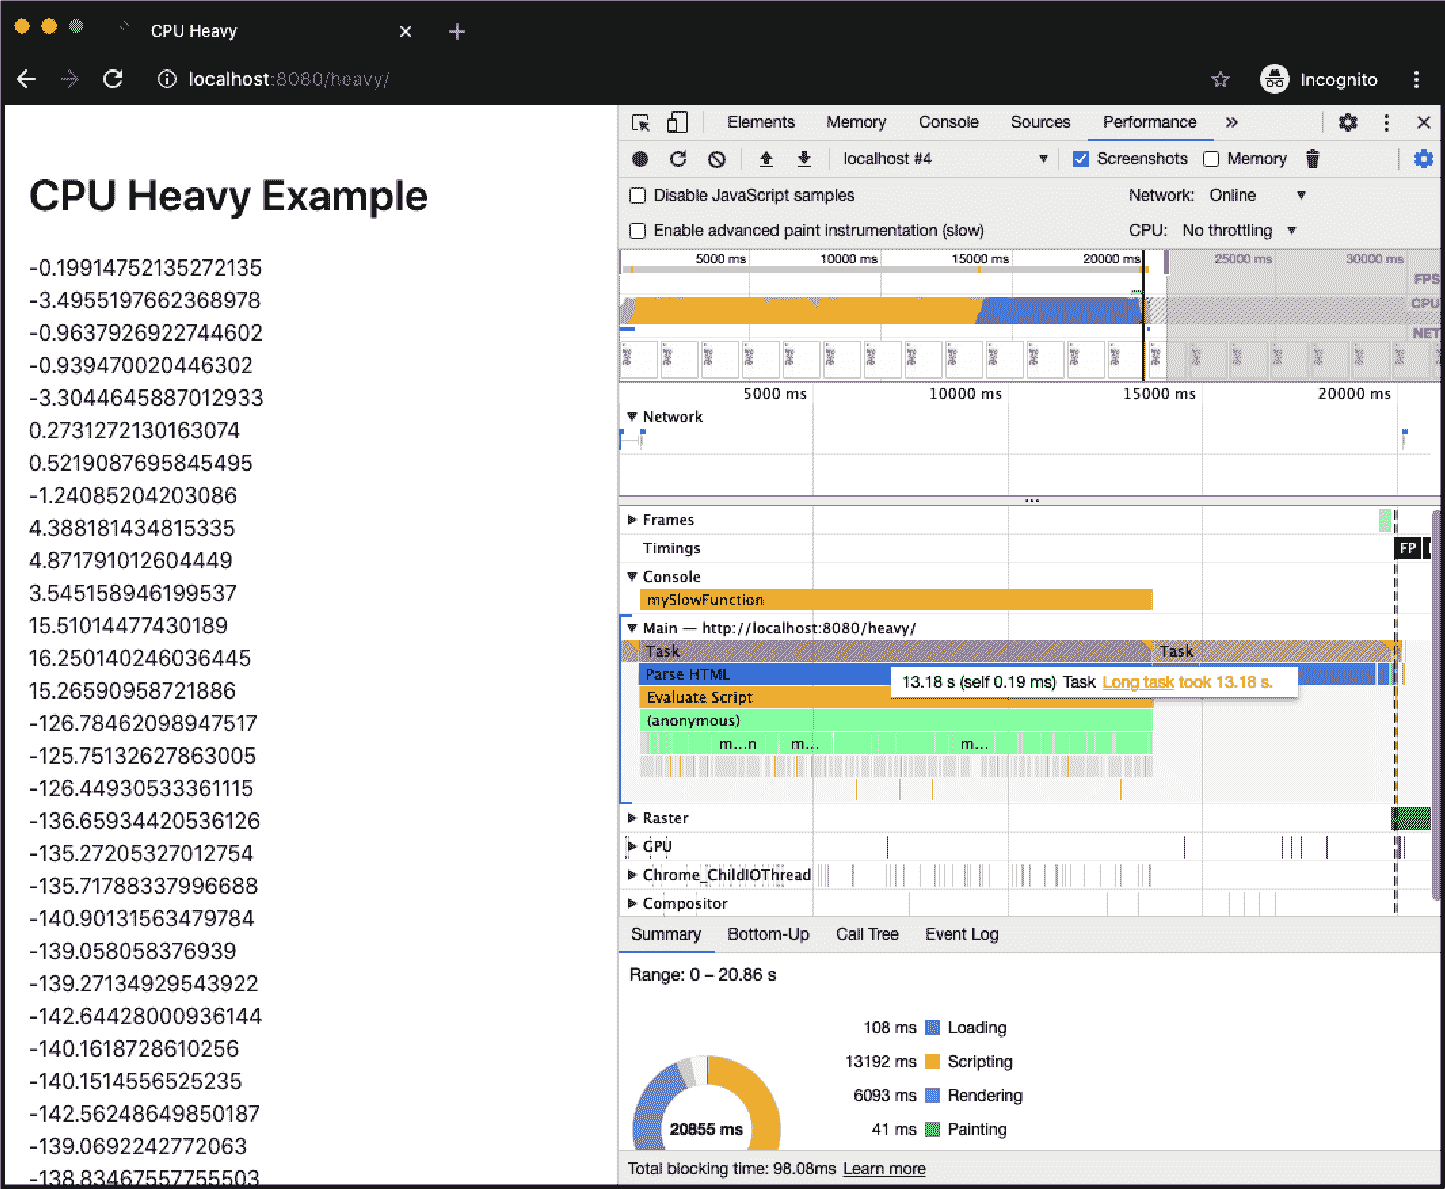 CPU Heavy
localhost:8080/heavy/
Incognito
CPU Heavy Example
-0.19914752135272135
-3.4955197662368978
-0.9637926922744602
-0.939470020446302
-3.3044645887012933
0.2731272130163074
0.5219087695845495
-1.24085204203086
4.388181434815335
4.871791012604449
3.545158946199537
15.51014477430189
16.250140246036445
15.265909587218​86
-126.78462098947517
-125.75132627863005
-126.44930533361115
-136.65934420536126
-135.27205327012754
-135.71788337996688
-140.90131563479784
-139.058058376939
-139.27134929543922
-142.64428000936144
-140.1618728610256
-140.1514556525235
-142.56248649850187
-139.0692242772063
-138.83467557755503
Elements Memory Console Sources Performance »
localhost #4 Screenshots Memory
Disable JavaScript samples Network: Online
Enable advanced paint instrumentation (slow) CPU: No throttling
5000 ms 10000 ms 15000 ms 20000 ms 25000 ms 30000 ms
FPS
CPU
NET
5000 ms 10000 ms 15000 ms 20000 ms
Network
Frames
Timings FP
Console
mySlowFunction
Main — http://localhost:8080/heavy/
Task Task
Parse HTML
13.18 s (self 0.19 ms) Task Long task took 13.18 s.
Evaluate Script
(anonymous)
m...n m... m...
Raster
GPU
Chrome_ChildIOThread
Compositor
Summary Bottom-Up Call Tree Event Log
Range: 0 – 20.86 s
108 ms Loading
13192 ms Scripting
6093 ms Rendering
41 ms Painting
20855 ms
Total blocking time: 98.08ms Learn more